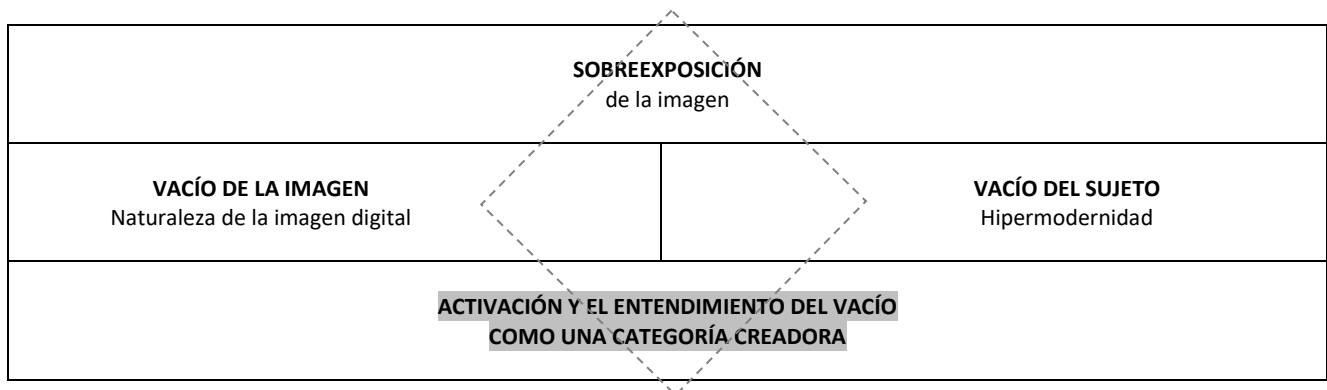 SOBREEXPOSICIÓN
de la imagen
VACÍO DE LA IMAGEN
Naturaleza de la imagen digital
VACÍO DEL SUJETO
Hipermodernidad
ACTIVACIÓN Y EL ENTENDIMIENTO DEL VACÍO
COMO UNA CATEGORÍA CREADORA